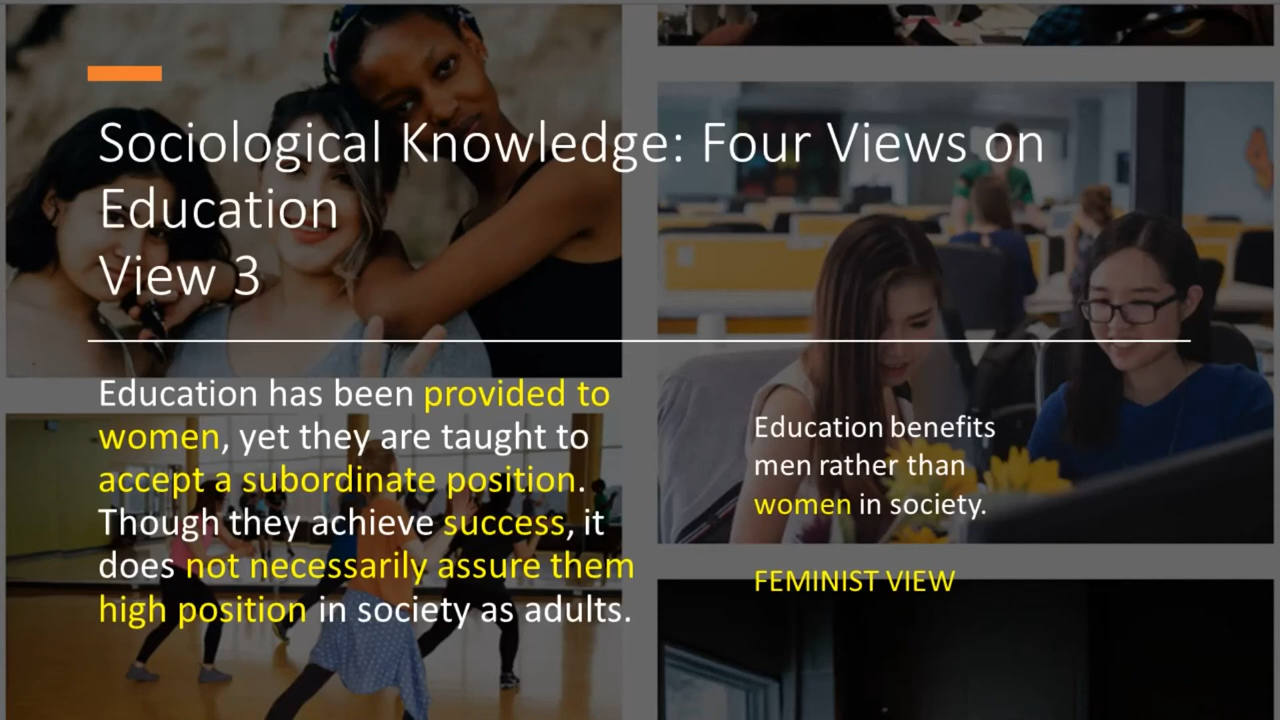 Sociological Knowledge: Four Views on
Education
View 3
Education has been provided to
women, yet they are taught to
accept a subordinate position.
Though they achieve success, it
does not necessarily assure them
high position in society as adults.
Education benefits
men rather than
women in society.
FEMINIST VIEW